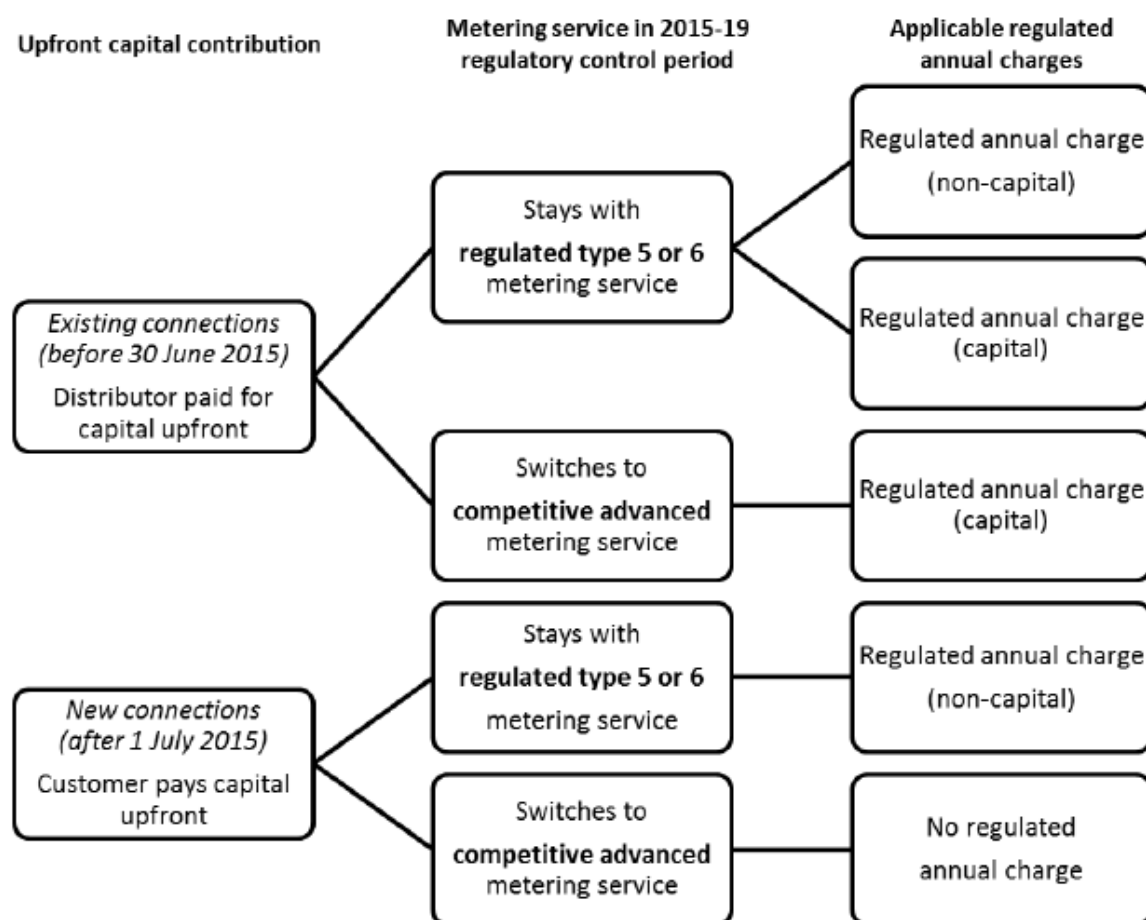 Upfront capital contribution
Metering service in 2015-19
regulatory control period
Applicable regulated
annual charges
Existing connections
(before 30 June 2015)
Distributor paid for
capital upfront
Stays with
regulated type 5 or 6
metering service
Regulated annual charge
(non-capital)
Regulated annual charge
(capital)
Switches to
competitive advanced
metering service
Regulated annual charge
(capital)
New connections
(after 1 July 2015)
Customer pays capital
upfront
Stays with
regulated type 5 or 6
metering service
Regulated annual charge
(non-capital)
Switches to
competitive advanced
metering service
No regulated
annual charge